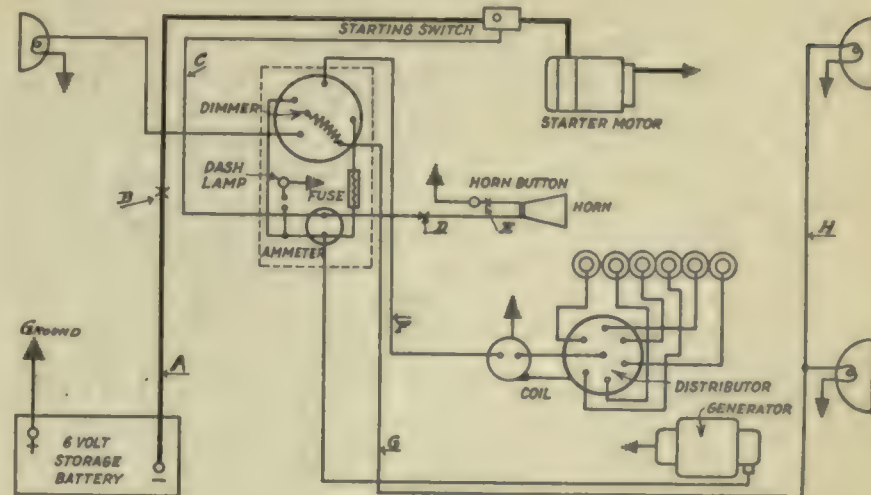 STARTING SWITCH
STARTER MOTOR
C
DIMMER
DASH
LAMP
FUSE
AMMETER
B
D
HORN BUTTON
HORN
H
F
GROUND
A
COIL
DISTRIBUTOR
GENERATOR
G
+
6 VOLT
STORAGE
BATTERY
–